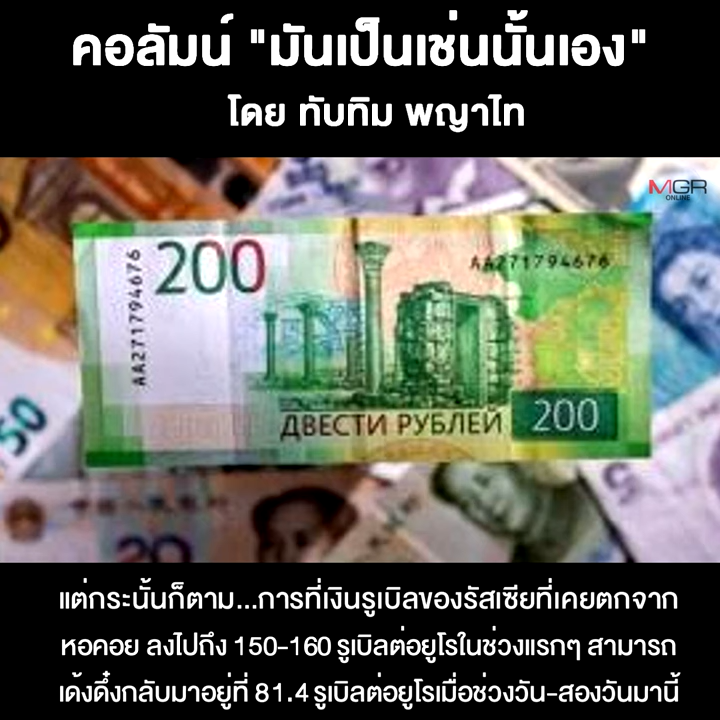 คอลัมน์ "มันเป็นเช่นนั้นเอง"
โดย ทับทิม พญาไท
MGR
ONLINE
200
AA271794676
AA271794676
ДВЕСТИ РУБЛЕЙ
200
50
20
5
แต่กระนั้นก็ตาม...การที่เงินรูเบิลของรัสเซียที่เคยตกจาก
หอคอย ลงไปถึง 150-160 รูเบิลต่อยูโรในช่วงแรกๆ สามารถ
เด้งดึ๋งกลับมาอยู่ที่ 81.4 รูเบิลต่อยูโรเมื่อช่วงวัน-สองวันมานี้